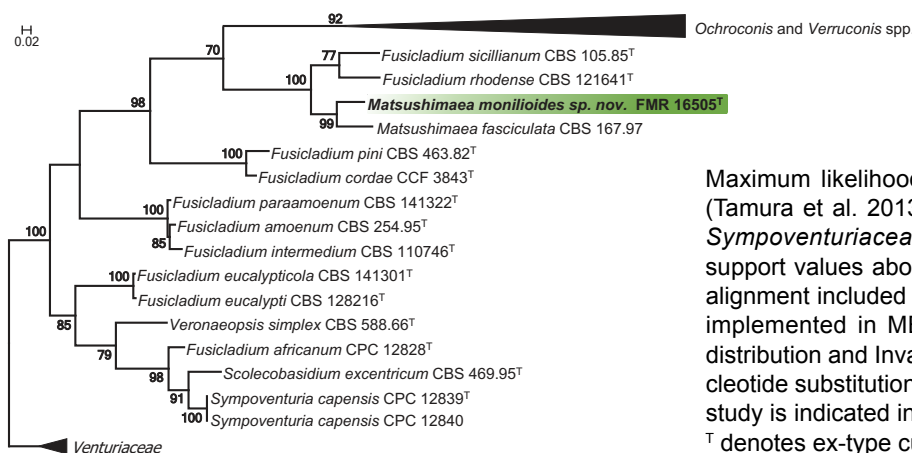 0.02
92
Ochroconis and Verruconis spp.
70
77
Fusicladium sicillianum CBS 105.85ᵀ
100
Fusicladium rhodense CBS 121641ᵀ
98
Matsushimaea monilioides sp. nov. FMR 16505ᵀ
99
Matsushimaea fasciculata CBS 167.97
100
Fusicladium pini CBS 463.82ᵀ
Fusicladium cordae CCF 3843ᵀ
100
Fusicladium paraamoenum CBS 141322ᵀ
Fusicladium amoenum CBS 254.95ᵀ
85
Fusicladium intermedium CBS 110746ᵀ
100
100
Fusicladium eucalypticola CBS 141301ᵀ
Fusicladium eucalypti CBS 128216ᵀ
85
Veronaeopsis simplex CBS 588.66ᵀ
79
Fusicladium africanum CPC 12828ᵀ
98
Scolecobasidium excentricum CBS 469.95ᵀ
91
Sympoventuria capensis CPC 12839ᵀ
100
Sympoventuria capensis CPC 12840
Venturiaceae
Maximum likelihood
(Tamura et al. 2013
Sympoventuriaceae
support values abo
alignment included
implemented in ME
distribution and Inva
cleotide substitution
study is indicated in
ᵀ denotes ex-type cu